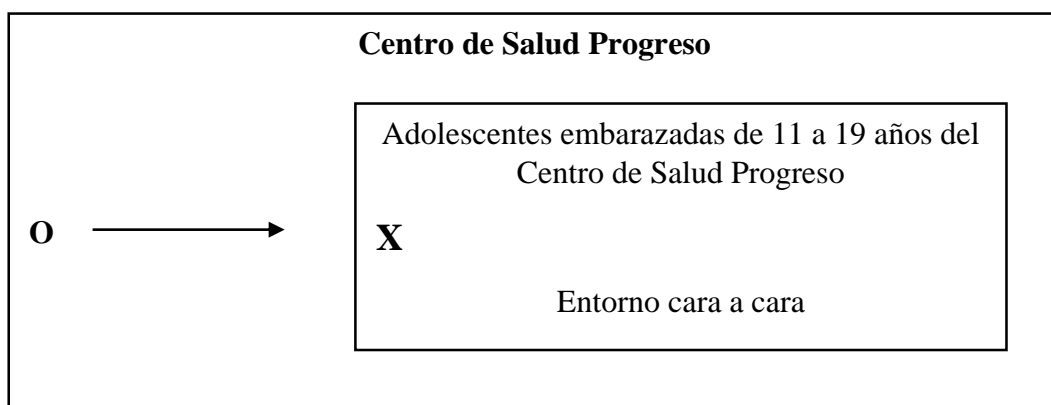 Centro de Salud Progreso
Adolescentes embarazadas de 11 a 19 años del
Centro de Salud Progreso
O
X
Entorno cara a cara